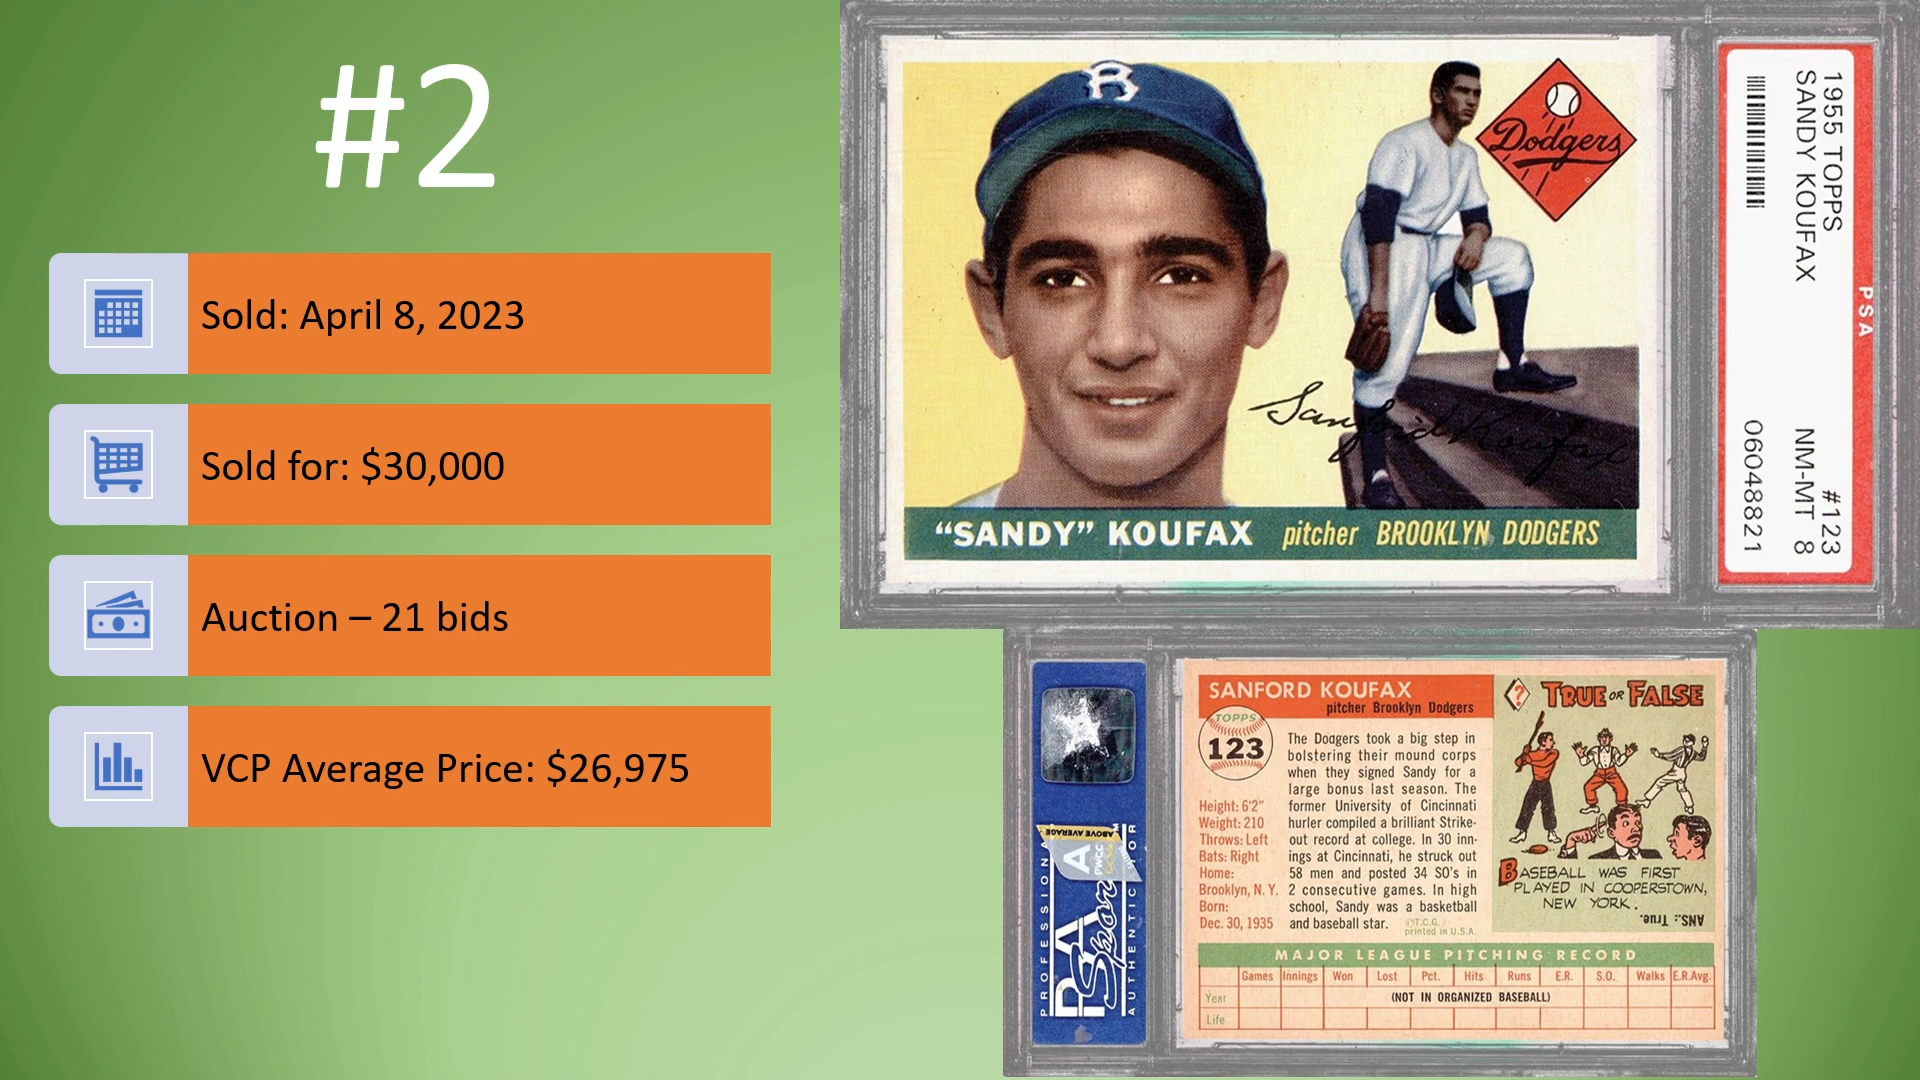 #2
Sold: April 8, 2023
Sold for: $30,000
Auction – 21 bids
VCP Average Price: $26,975
B
Dodgers
Sanford Koufax
"SANDY" KOUFAX pitcher BROOKLYN DODGERS
PSA
1955 TOPPS #123
SANDY KOUFAX NM-MT 8
06048821
ABOVE AVERAGE
A
PWCC
PROFESSIONAL
PSA
Sports
AUTHENTICATOR
SANFORD KOUFAX
pitcher Brooklyn Dodgers
TOPPS
123
The Dodgers took a big step in
bolstering their mound corps
when they signed Sandy for a
large bonus last season. The
former University of Cincinnati
hurler compiled a brilliant Strike-
out record at college. In 30 inn-
ings at Cincinnati, he struck out
58 men and posted 34 SO's in
2 consecutive games. In high
school, Sandy was a basketball
and baseball star.
©T.C.G.
printed in U.S.A.
Height: 6'2"
Weight: 210
Throws: Left
Bats: Right
Home:
Brooklyn, N. Y.
Born:
Dec. 30, 1935
?
TRUE OR FALSE
BASEBALL WAS FIRST
PLAYED IN COOPERSTOWN,
NEW YORK.
ANS.: True.
MAJOR LEAGUE PITCHING RECORD
Games Innings Won Lost Pct. Hits Runs E.R. S.O. Walks E.R.Avg.
Year (NOT IN ORGANIZED BASEBALL)
Life